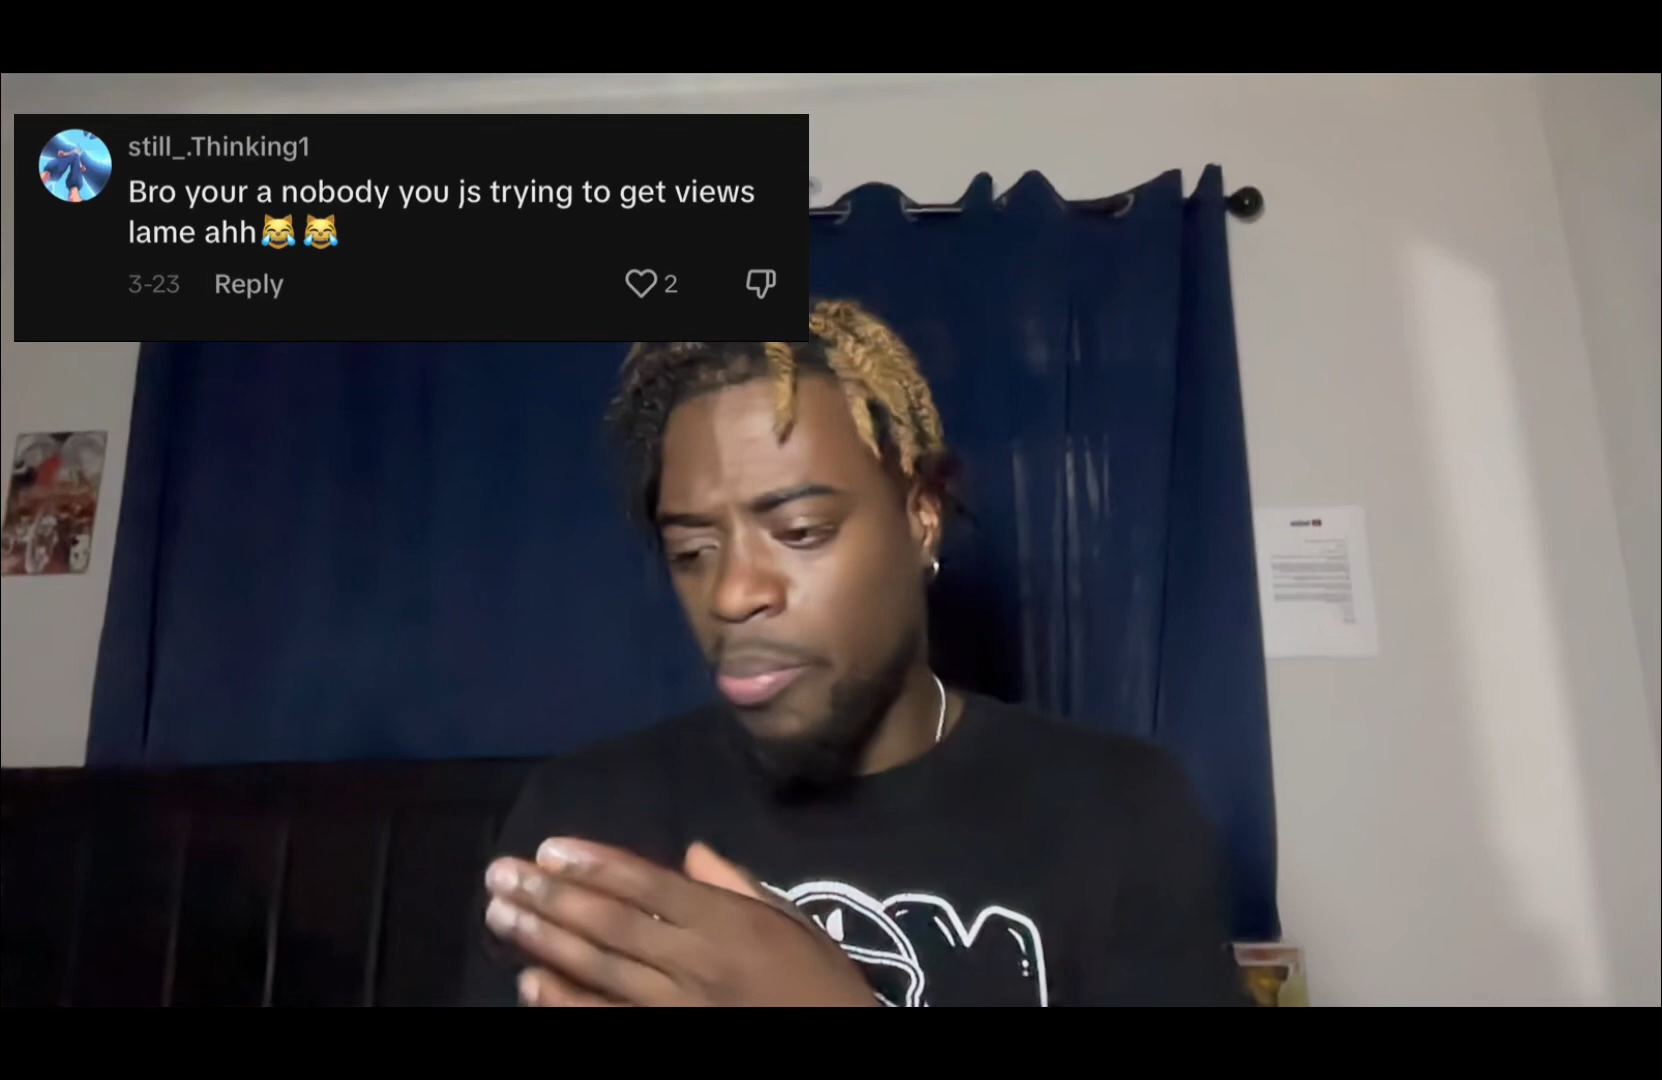 still_.Thinking1
Bro your a nobody you js trying to get views
lame ahh😹😹
3-23 Reply 2